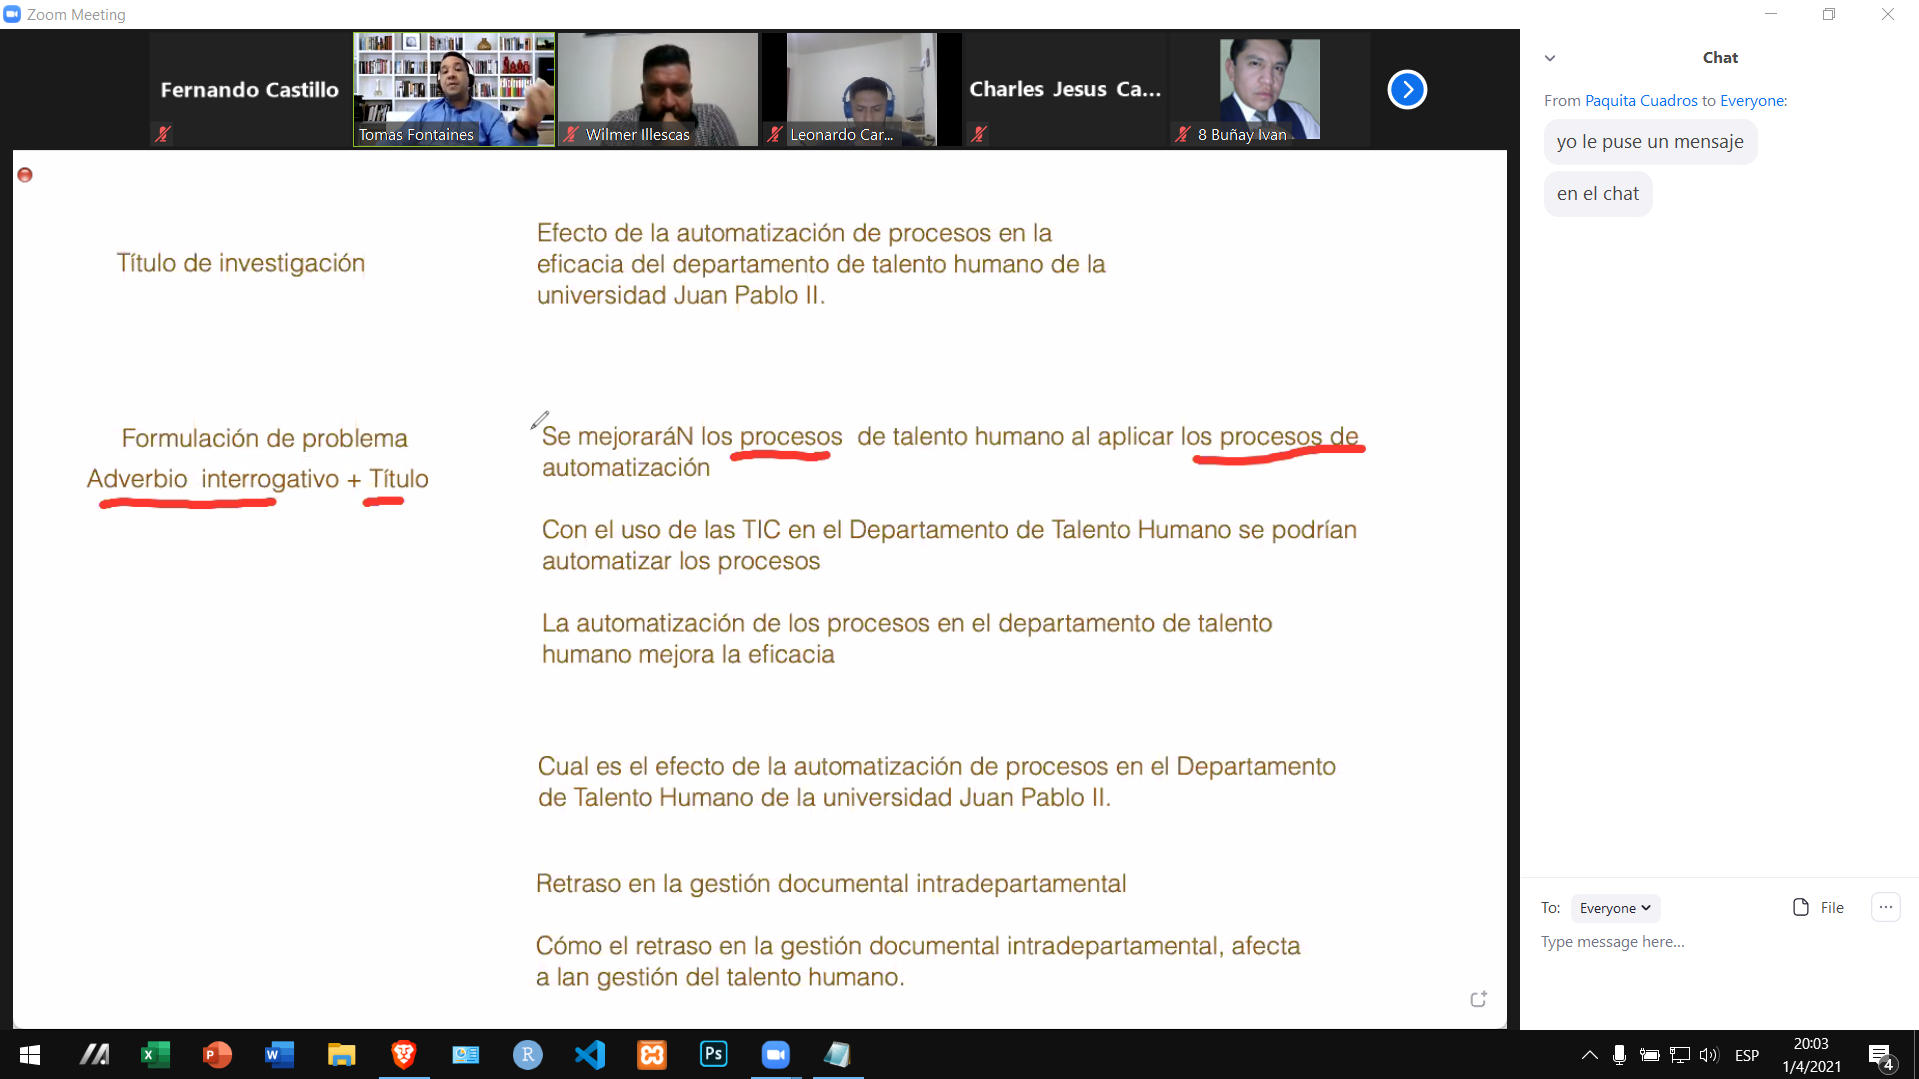 Zoom Meeting
Fernando Castillo
Tomas Fontaines
Wilmer Illescas
Leonardo Car...
Charles Jesus Ca...
8 Buñay Ivan
Chat
From Paquita Cuadros to Everyone:
yo le puse un mensaje
en el chat
Título de investigación
Efecto de la automatización de procesos en la
eficacia del departamento de talento humano de la
universidad Juan Pablo II.
Formulación de problema
Adverbio interrogativo + Título
Se mejoraráN los procesos de talento humano al aplicar los procesos de
automatización
Con el uso de las TIC en el Departamento de Talento Humano se podrían
automatizar los procesos
La automatización de los procesos en el departamento de talento
humano mejora la eficacia
Cual es el efecto de la automatización de procesos en el Departamento
de Talento Humano de la universidad Juan Pablo II.
Retraso en la gestión documental intradepartamental
Cómo el retraso en la gestión documental intradepartamental, afecta
a lan gestión del talento humano.
To: Everyone File ...
Type message here...
X P W R Ps
ESP
20:03
1/4/2021
4